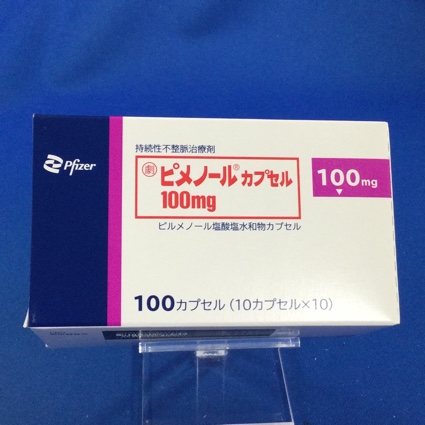 Pfizer
持続性不整脈治療剤
劇 ピメノール® カプセル
100mg
100mg
ピルメノール塩酸塩水和物カプセル
100カプセル(10カプセル×10)